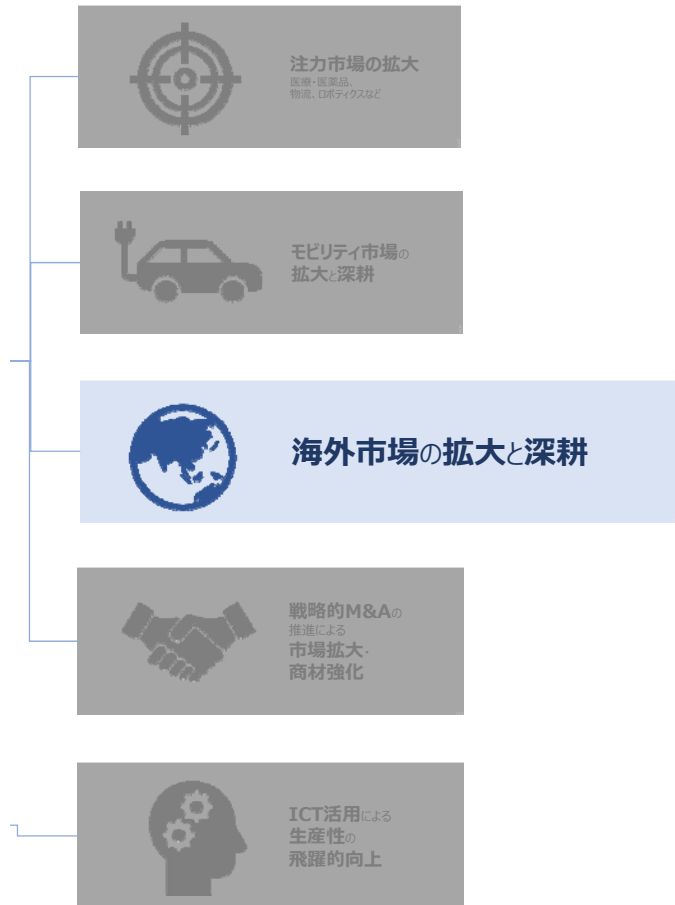 注力市場の拡大
医療・医薬品、
物流、ロボティクスなど
モビリティ市場の
拡大と深耕
海外市場の拡大と深耕
戦略的M&Aの
推進による
市場拡大・
商材強化
ICT活用による
生産性の
飛躍的向上